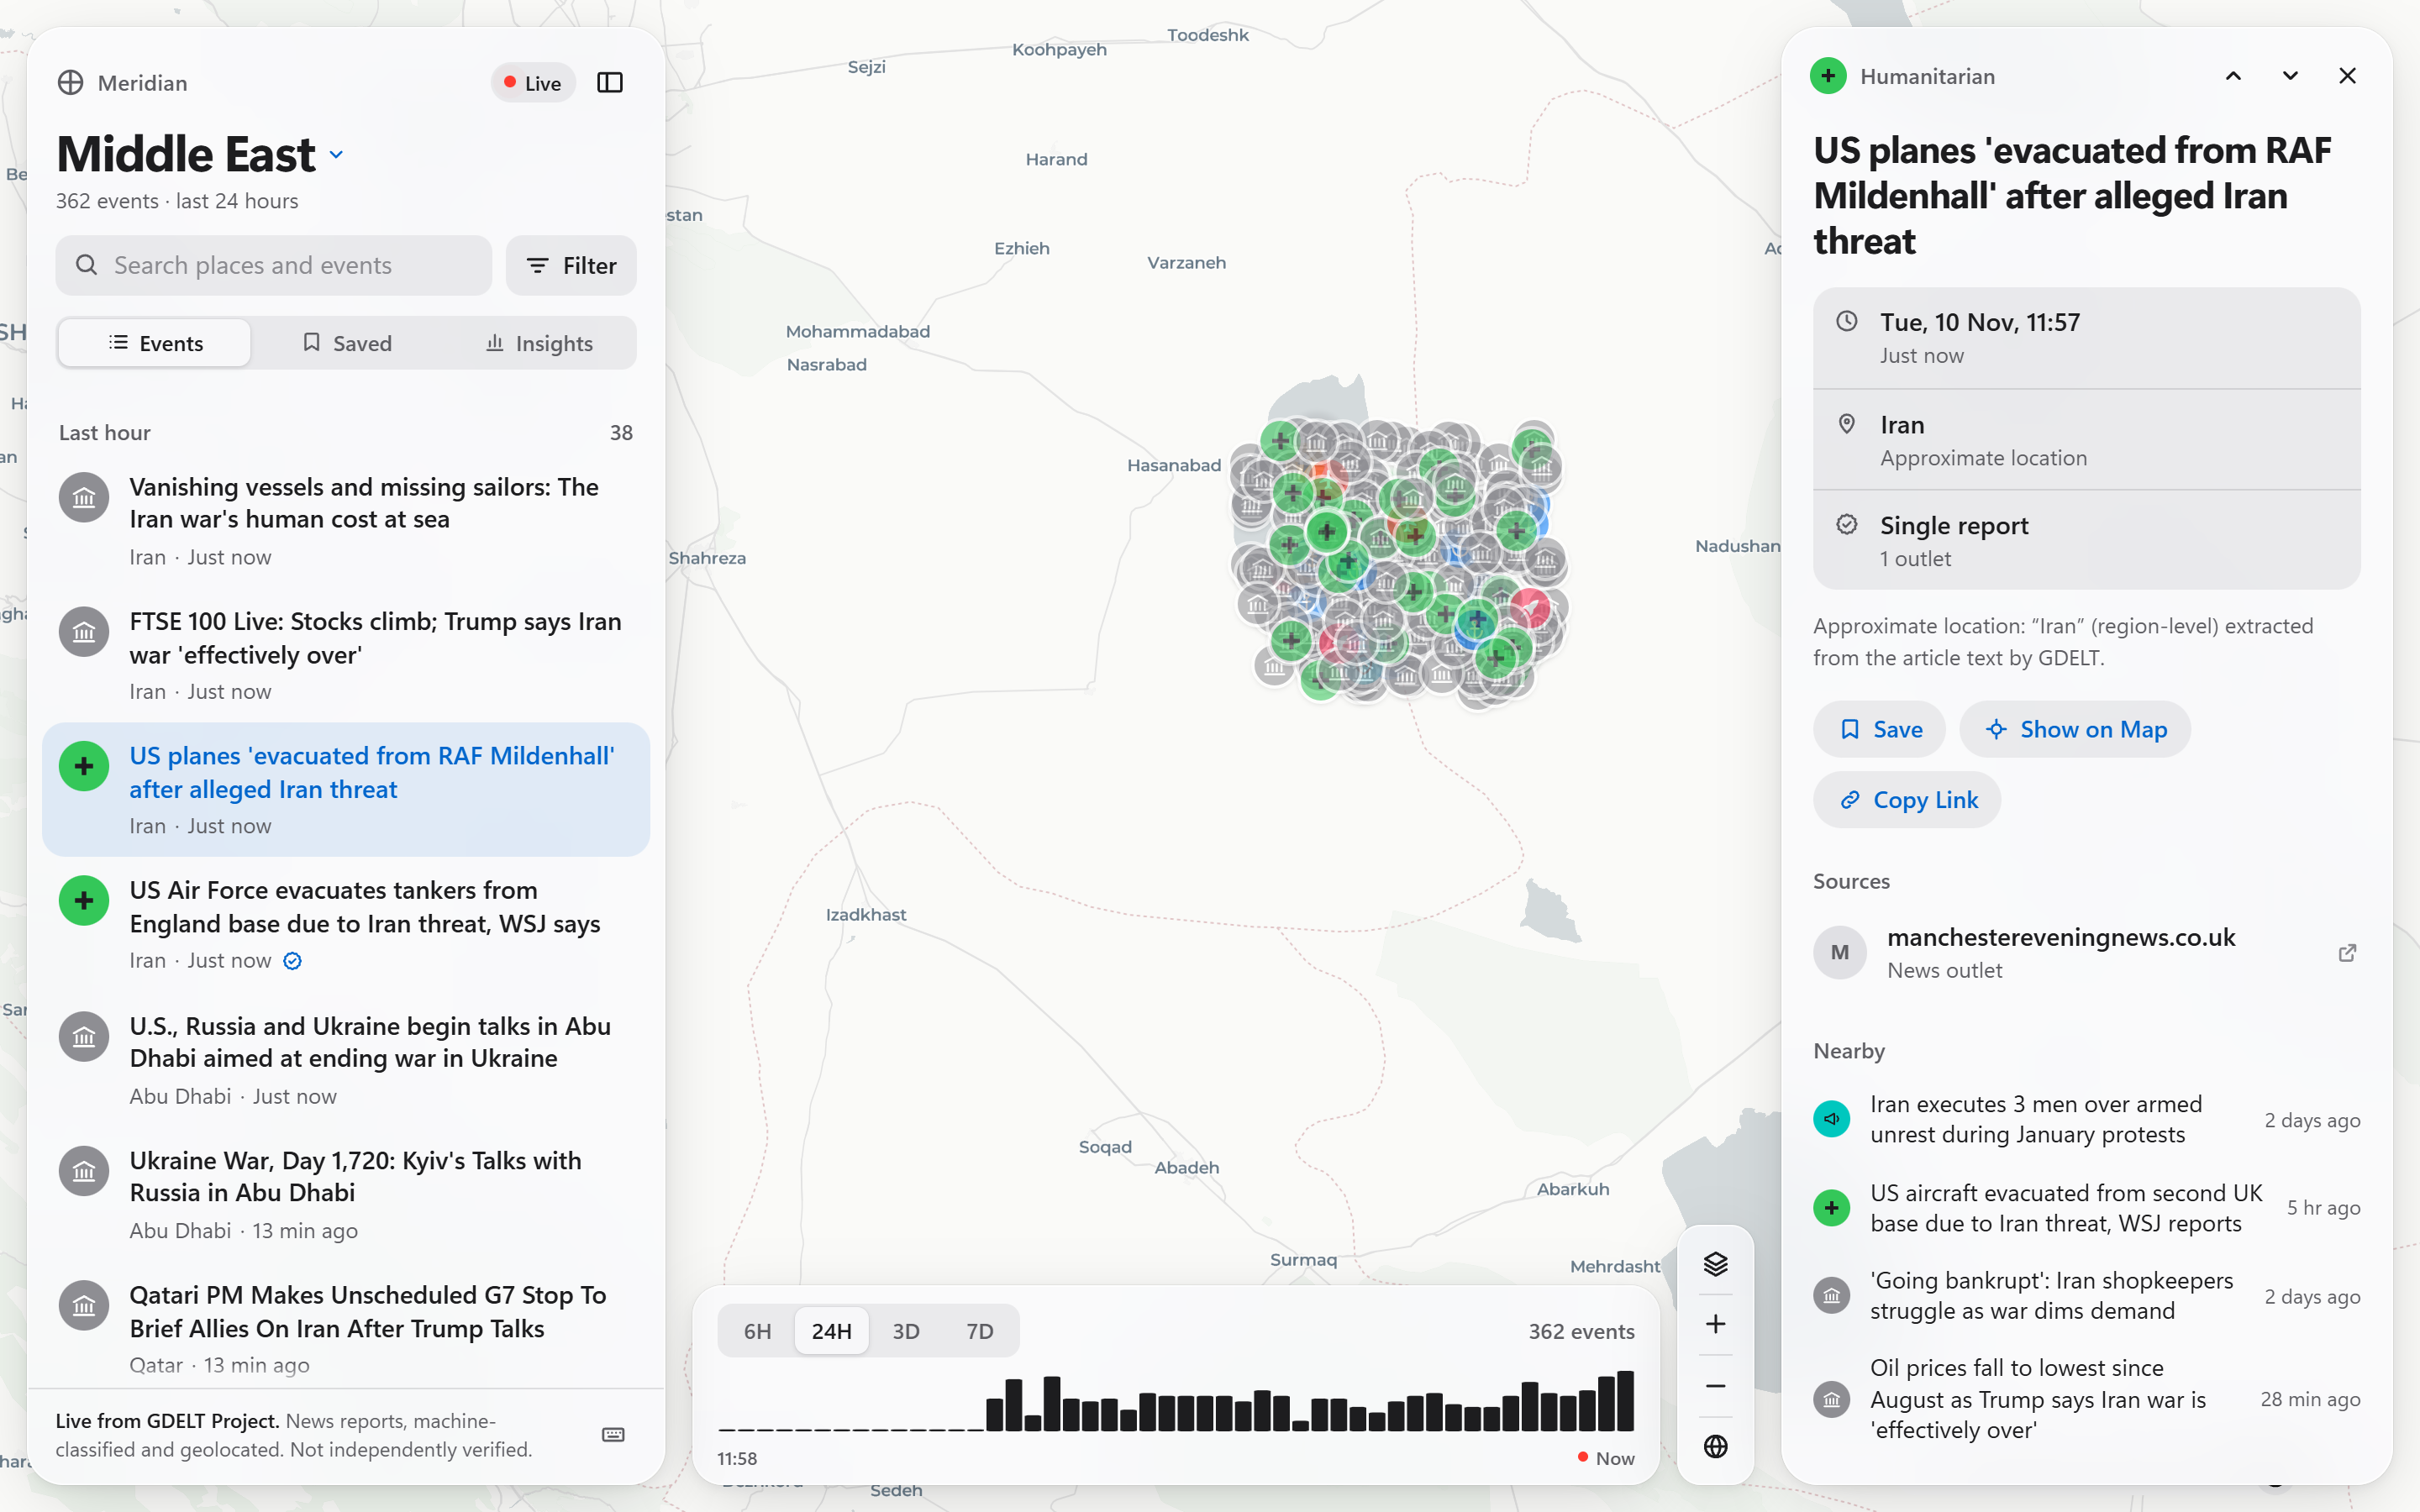 Meridian
Live
Middle East
362 events · last 24 hours
Search places and events
Filter
Events
Saved
Insights
Last hour
38
Vanishing vessels and missing sailors: The
Iran war's human cost at sea
Iran · Just now
FTSE 100 Live: Stocks climb; Trump says Iran
war 'effectively over'
Iran · Just now
US planes 'evacuated from RAF Mildenhall'
after alleged Iran threat
Iran · Just now
US Air Force evacuates tankers from
England base due to Iran threat, WSJ says
Iran · Just now
U.S., Russia and Ukraine begin talks in Abu
Dhabi aimed at ending war in Ukraine
Abu Dhabi · Just now
Ukraine War, Day 1,720: Kyiv's Talks with
Russia in Abu Dhabi
Abu Dhabi · 13 min ago
Qatari PM Makes Unscheduled G7 Stop To
Brief Allies On Iran After Trump Talks
Qatar · 13 min ago
Live from GDELT Project. News reports, machine-
classified and geolocated. Not independently verified.
Toodeshk
Koohpayeh
Sejzi
Harand
Ezhieh
Varzaneh
Mohammadabad
Nasrabad
Hasanabad
Shahreza
Nadushan
Izadkhast
Soqad
Abadeh
Abarkuh
Surmaq
Mehrdasht
Sedeh
6H
24H
3D
7D
362 events
11:58
Now
Humanitarian
US planes 'evacuated from RAF
Mildenhall' after alleged Iran
threat
Tue, 10 Nov, 11:57
Just now
Iran
Approximate location
Single report
1 outlet
Approximate location: “Iran” (region-level) extracted
from the article text by GDELT.
Save
Show on Map
Copy Link
Sources
M
manchestereveningnews.co.uk
News outlet
Nearby
Iran executes 3 men over armed
unrest during January protests
2 days ago
US aircraft evacuated from second UK
base due to Iran threat, WSJ reports
5 hr ago
'Going bankrupt': Iran shopkeepers
struggle as war dims demand
2 days ago
Oil prices fall to lowest since
August as Trump says Iran war is
'effectively over'
28 min ago